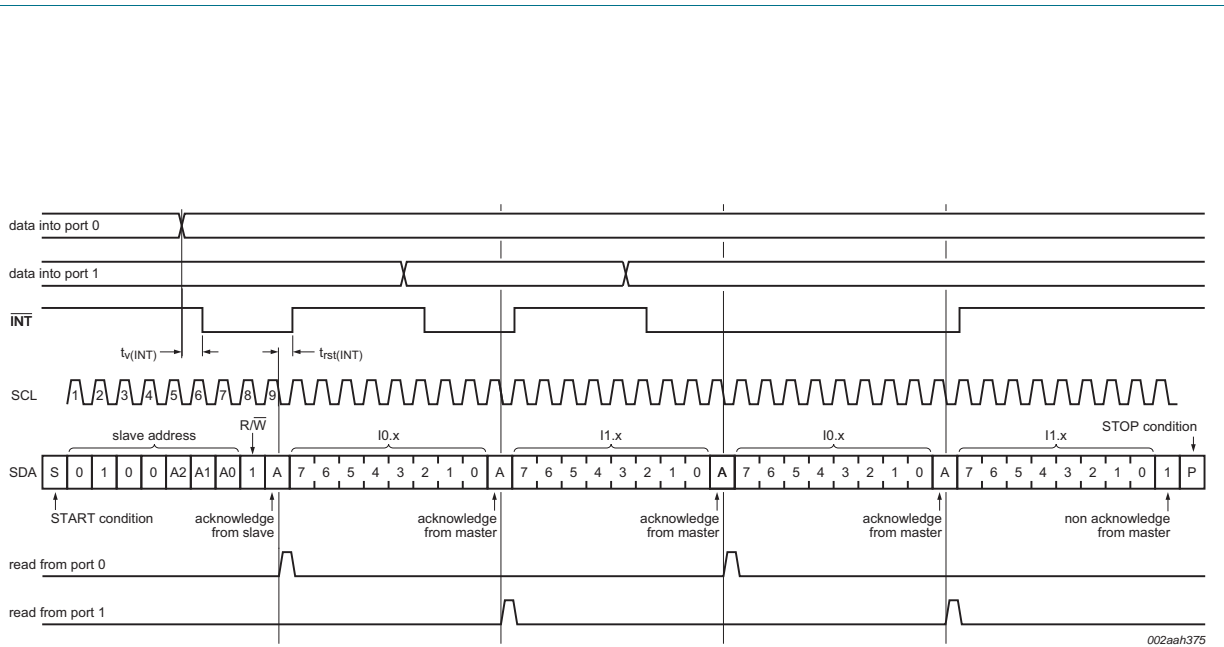 data into port 0
data into port 1
INT
tv(INT) trst(INT)
SCL 1 2 3 4 5 6 7 8 9
slave address R/W I0.x I1.x I0.x I1.x STOP condition
SDA S 0 1 0 0 A2 A1 A0 1 A 7 6 5 4 3 2 1 0 A 7 6 5 4 3 2 1 0 A 7 6 5 4 3 2 1 0 A 7 6 5 4 3 2 1 0 1 P
START condition acknowledge from slave acknowledge from master acknowledge from master acknowledge from master non acknowledge from master
read from port 0
read from port 1
002aah375